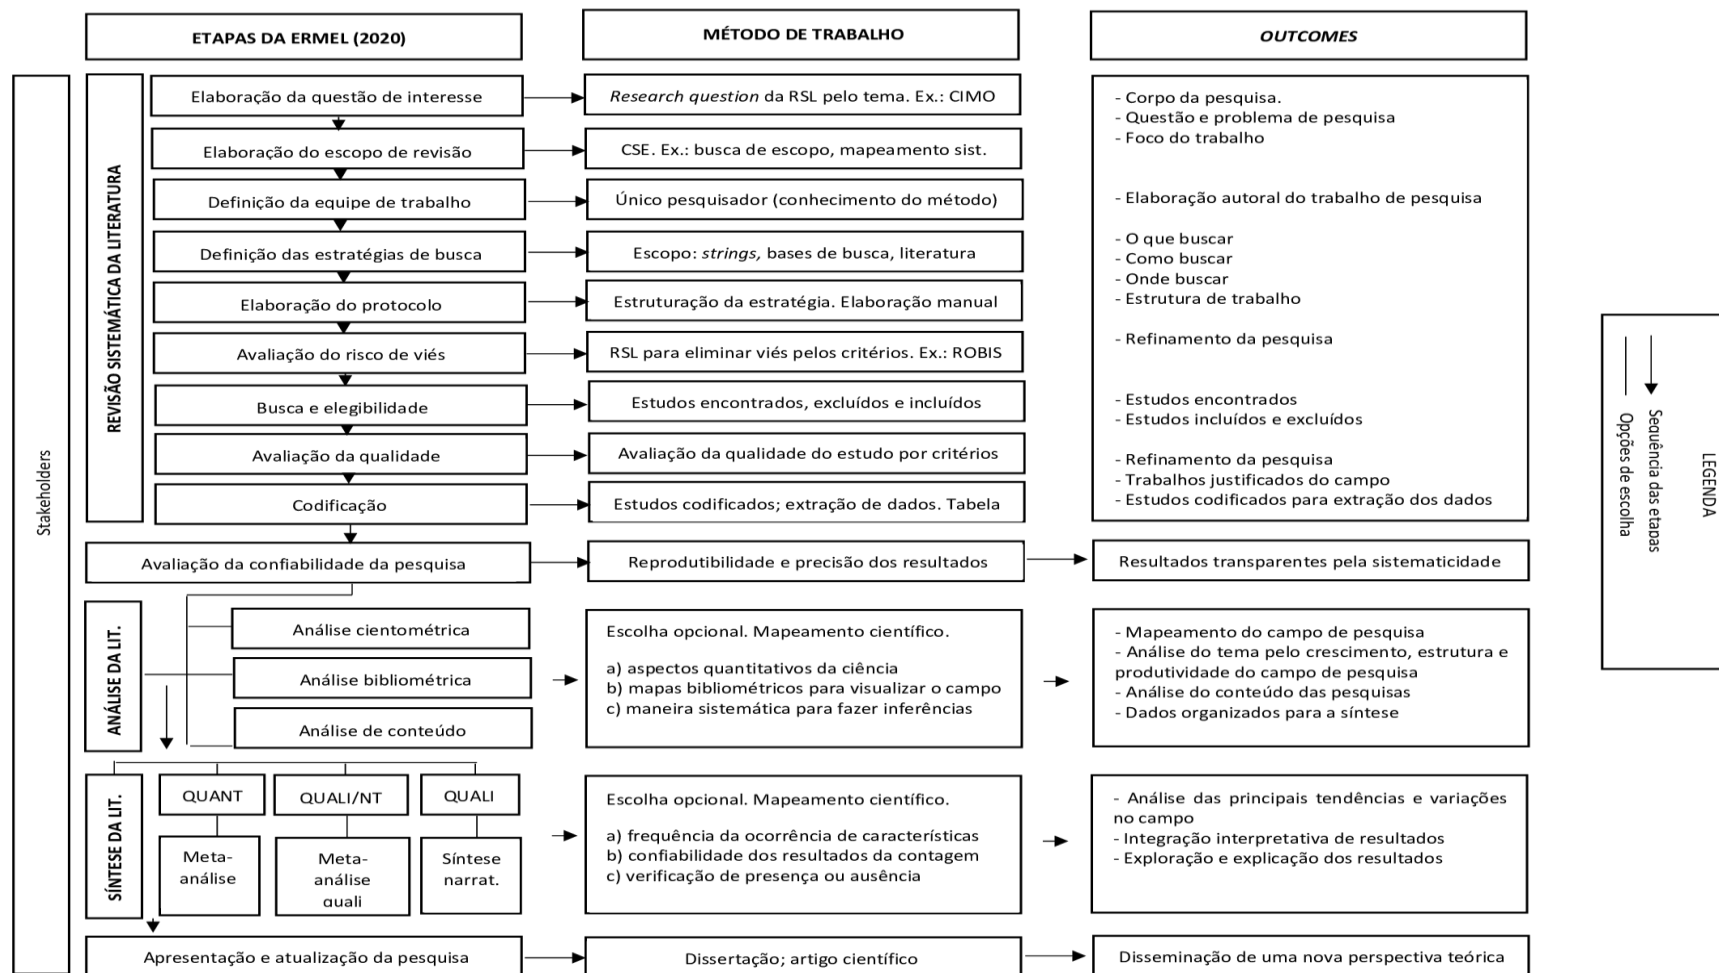 ETAPAS DA ERMEL (2020)
MÉTODO DE TRABALHO
OUTCOMES
Stakeholders
REVISÃO SISTEMÁTICA DA LITERATURA
Elaboração da questão de interesse
Research question da RSL pelo tema. Ex.: CIMO
Elaboração do escopo de revisão
CSE. Ex.: busca de escopo, mapeamento sist.
Definição da equipe de trabalho
Único pesquisador (conhecimento do método)
Definição das estratégias de busca
Escopo: strings, bases de busca, literatura
Elaboração do protocolo
Estruturação da estratégia. Elaboração manual
Avaliação do risco de viés
RSL para eliminar viés pelos critérios. Ex.: ROBIS
Busca e elegibilidade
Estudos encontrados, excluídos e incluídos
Avaliação da qualidade
Avaliação da qualidade do estudo por critérios
Codificação
Estudos codificados; extração de dados. Tabela
- Corpo da pesquisa.
- Questão e problema de pesquisa
- Foco do trabalho
- Elaboração autoral do trabalho de pesquisa
- O que buscar
- Como buscar
- Onde buscar
- Estrutura de trabalho
- Refinamento da pesquisa
- Estudos encontrados
- Estudos incluídos e excluídos
- Refinamento da pesquisa
- Trabalhos justificados do campo
- Estudos codificados para extração dos dados
Avaliação da confiabilidade da pesquisa
Reprodutibilidade e precisão dos resultados
Resultados transparentes pela sistematicidade
ANÁLISE DA LIT.
Análise cientométrica
Análise bibliométrica
Análise de conteúdo
Escolha opcional. Mapeamento científico.
a) aspectos quantitativos da ciência
b) mapas bibliométricos para visualizar o campo
c) maneira sistemática para fazer inferências
- Mapeamento do campo de pesquisa
- Análise do tema pelo crescimento, estrutura e
produtividade do campo de pesquisa
- Análise do conteúdo das pesquisas
- Dados organizados para a síntese
SÍNTESE DA LIT.
QUANT
QUALI/NT
QUALI
Meta-
análise
Meta-
análise
quali
Síntese
narrat.
Escolha opcional. Mapeamento científico.
a) frequência da ocorrência de características
b) confiabilidade dos resultados da contagem
c) verificação de presença ou ausência
- Análise das principais tendências e variações
no campo
- Integração interpretativa de resultados
- Exploração e explicação dos resultados
Apresentação e atualização da pesquisa
Dissertação; artigo científico
Disseminação de uma nova perspectiva teórica
LEGENDA
Sequência das etapas
Opções de escolha